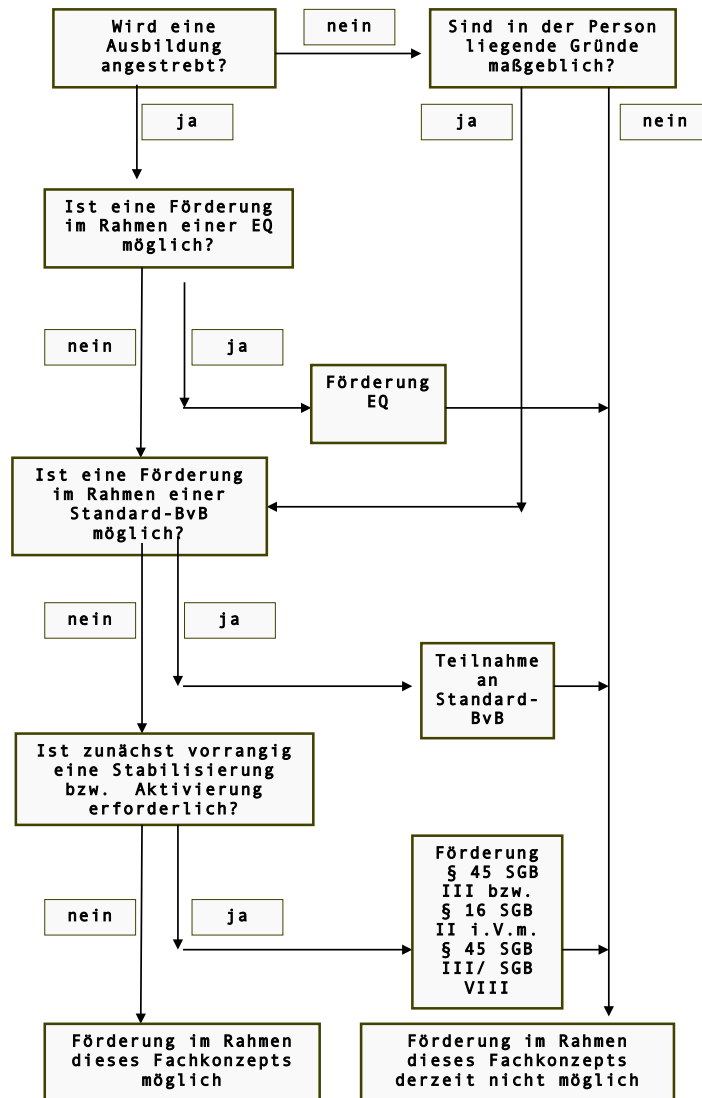 Wird eine
Ausbildung
angestrebt?
nein
Sind in der Person
liegende Gründe
maßgeblich?
ja
ja
nein
Ist eine Förderung
im Rahmen einer EQ
möglich?
nein
ja
Förderung
EQ
Ist eine Förderung
im Rahmen einer
Standard-BvB
möglich?
nein
ja
Teilnahme
an
Standard-
BvB
Ist zunächst vorrangig
eine Stabilisierung
bzw. Aktivierung
erforderlich?
nein
ja
Förderung
§ 45 SGB
III bzw.
§ 16 SGB
II i.V.m.
§ 45 SGB
III/ SGB
VIII
Förderung im Rahmen
dieses Fachkonzepts
möglich
Förderung im Rahmen
dieses Fachkonzepts
derzeit nicht möglich